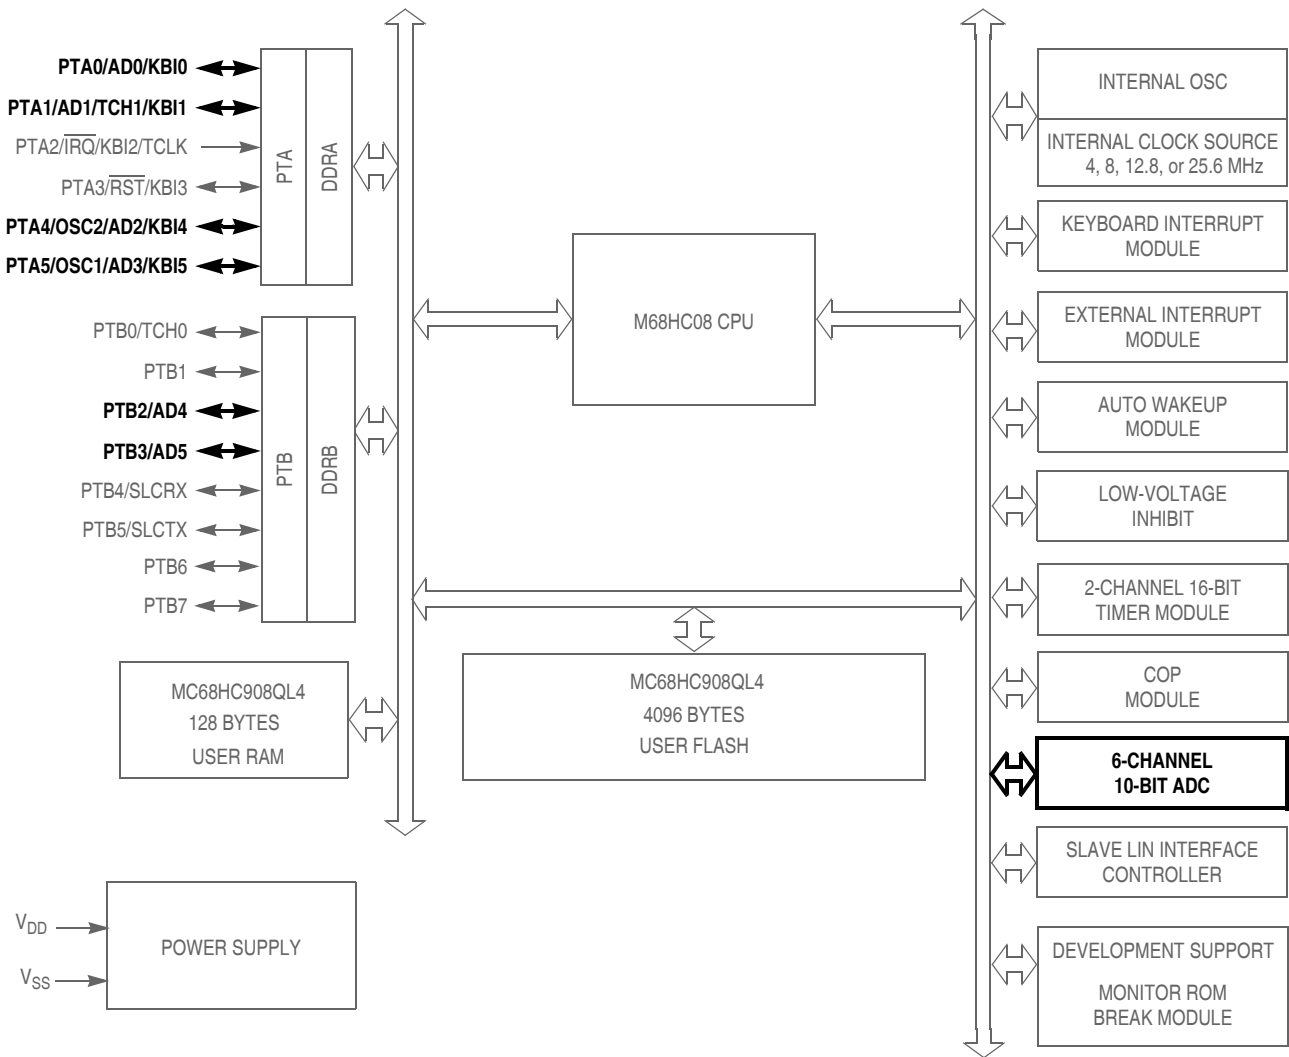 PTA0/AD0/KBI0
PTA1/AD1/TCH1/KBI1
PTA2/IRQ/KBI2/TCLK
PTA3/RST/KBI3
PTA4/OSC2/AD2/KBI4
PTA5/OSC1/AD3/KBI5
PTA
DDRA
PTB0/TCH0
PTB1
PTB2/AD4
PTB3/AD5
PTB4/SLCRX
PTB5/SLCTX
PTB6
PTB7
PTB
DDRB
M68HC08 CPU
MC68HC908QL4
128 BYTES
USER RAM
MC68HC908QL4
4096 BYTES
USER FLASH
VDD
VSS
POWER SUPPLY
INTERNAL OSC
INTERNAL CLOCK SOURCE
4, 8, 12.8, or 25.6 MHz
KEYBOARD INTERRUPT
MODULE
EXTERNAL INTERRUPT
MODULE
AUTO WAKEUP
MODULE
LOW-VOLTAGE
INHIBIT
2-CHANNEL 16-BIT
TIMER MODULE
COP
MODULE
6-CHANNEL
10-BIT ADC
SLAVE LIN INTERFACE
CONTROLLER
DEVELOPMENT SUPPORT
MONITOR ROM
BREAK MODULE